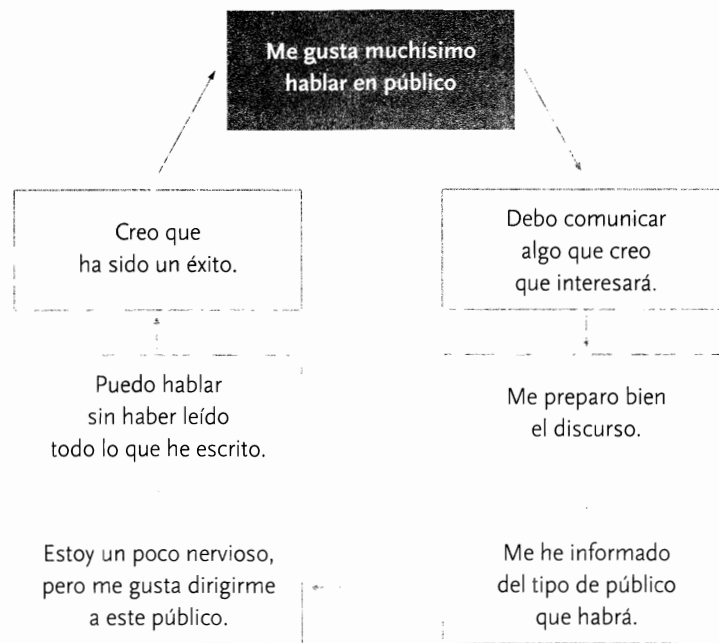 Me gusta muchísimo
hablar en público
Debo comunicar
algo que creo
que interesará.
Me preparo bien
el discurso.
Me he informado
del tipo de público
que habrá.
Estoy un poco nervioso,
pero me gusta dirigirme
a este público.
Puedo hablar
sin haber leído
todo lo que he escrito.
Creo que
ha sido un éxito.